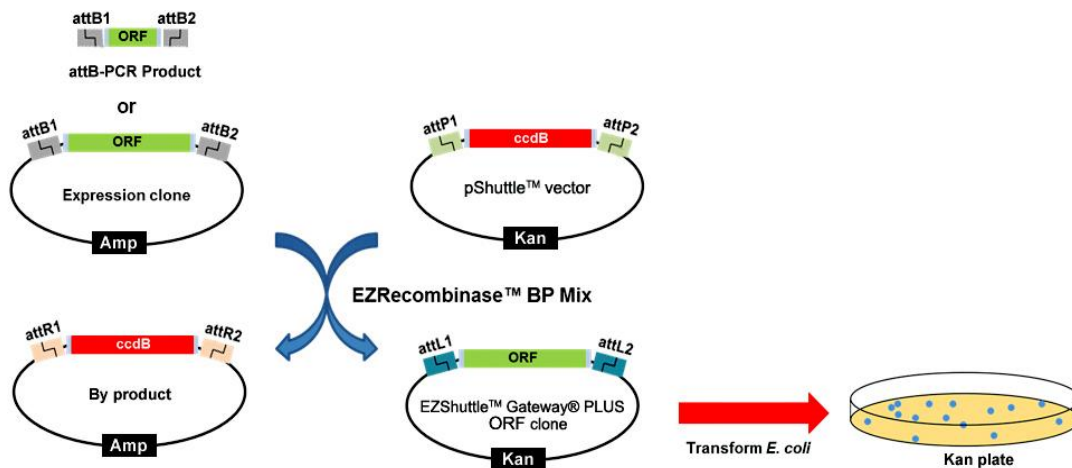 attB1
attB2
ORF
attB-PCR Product
or
attB1
attB2
ORF
Expression clone
Amp
attP1
attP2
ccdB
pShuttle™ vector
Kan
EZRecombinase™ BP Mix
attR1
attR2
ccdB
By product
Amp
attL1
attL2
ORF
EZShuttle™ Gateway® PLUS
ORF clone
Kan
Transform E. coli
Kan plate